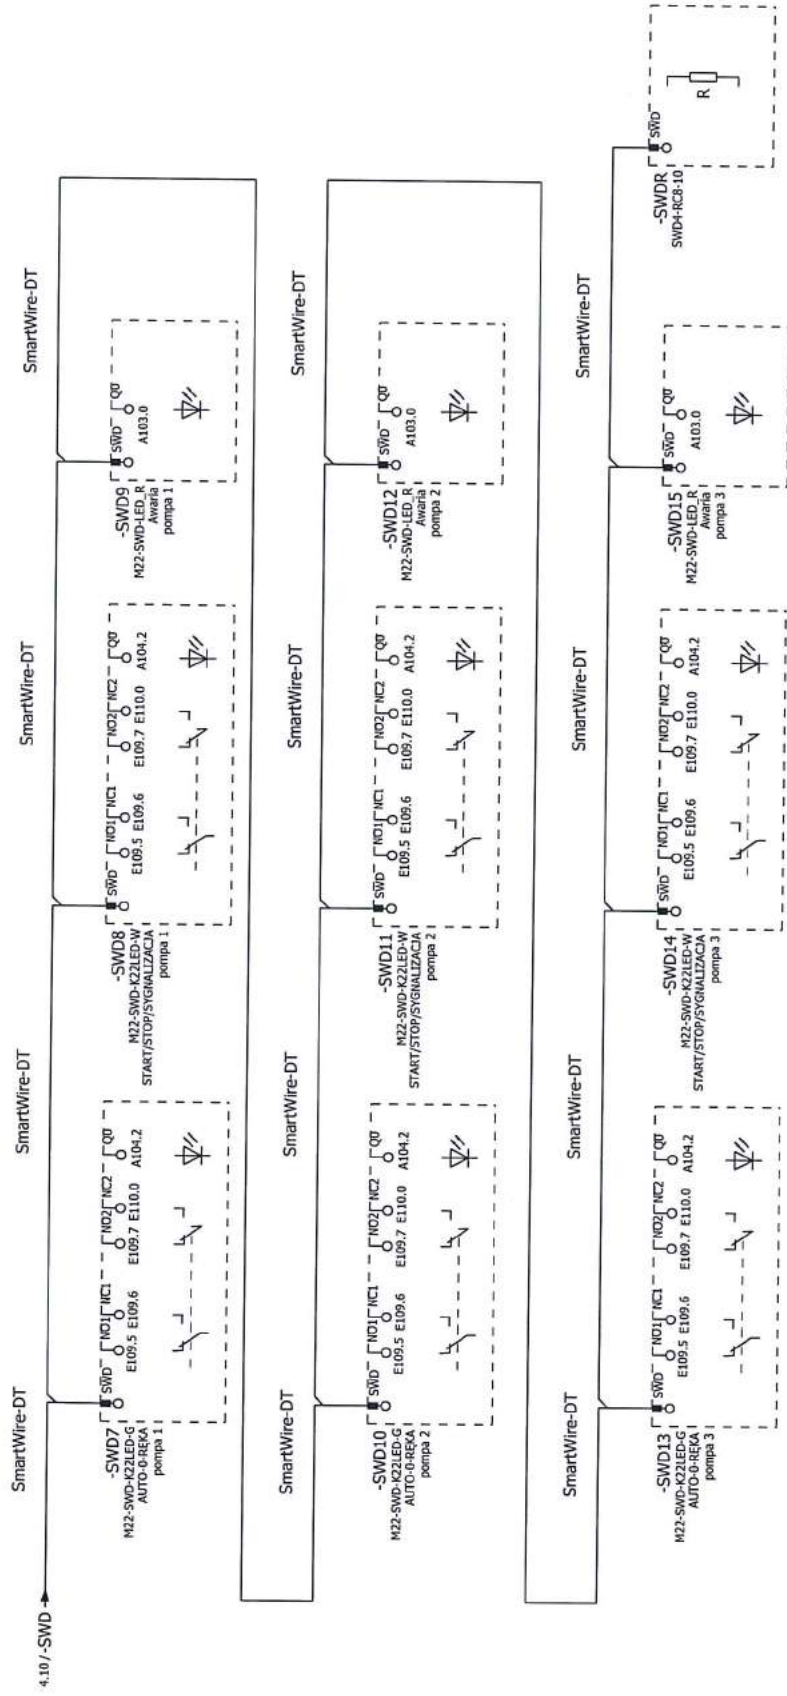 4.10 / -SWD
SmartWire-DT
SmartWire-DT
SmartWire-DT
SmartWire-DT
-SWD7
M22-SWD-K22LED-G
AUTO-0-RĘKA
pompa 1
SWD
NO1
NC1
NO2
NC2
Q0
E109.5
E109.6
E109.7
E110.0
A104.2
-SWD8
M22-SWD-K22LED-W
START/STOP/SYGNALIZACJA
pompa 1
SWD
NO1
NC1
NO2
NC2
Q0
E109.5
E109.6
E109.7
E110.0
A104.2
-SWD9
M22-SWD-LED_R
Awaria
pompa 1
SWD
Q0
A103.0
SmartWire-DT
SmartWire-DT
SmartWire-DT
SmartWire-DT
-SWD10
M22-SWD-K22LED-G
AUTO-0-RĘKA
pompa 2
SWD
NO1
NC1
NO2
NC2
Q0
E109.5
E109.6
E109.7
E110.0
A104.2
-SWD11
M22-SWD-K22LED-W
START/STOP/SYGNALIZACJA
pompa 2
SWD
NO1
NC1
NO2
NC2
Q0
E109.5
E109.6
E109.7
E110.0
A104.2
-SWD12
M22-SWD-LED_R
Awaria
pompa 2
SWD
Q0
A103.0
SmartWire-DT
SmartWire-DT
SmartWire-DT
SmartWire-DT
-SWD13
M22-SWD-K22LED-G
AUTO-0-RĘKA
pompa 3
SWD
NO1
NC1
NO2
NC2
Q0
E109.5
E109.6
E109.7
E110.0
A104.2
-SWD14
M22-SWD-K22LED-W
START/STOP/SYGNALIZACJA
pompa 3
SWD
NO1
NC1
NO2
NC2
Q0
E109.5
E109.6
E109.7
E110.0
A104.2
-SWD15
M22-SWD-LED_R
Awaria
pompa 3
SWD
Q0
A103.0
-SWDR
SWD4-RC8-10
SWD
R